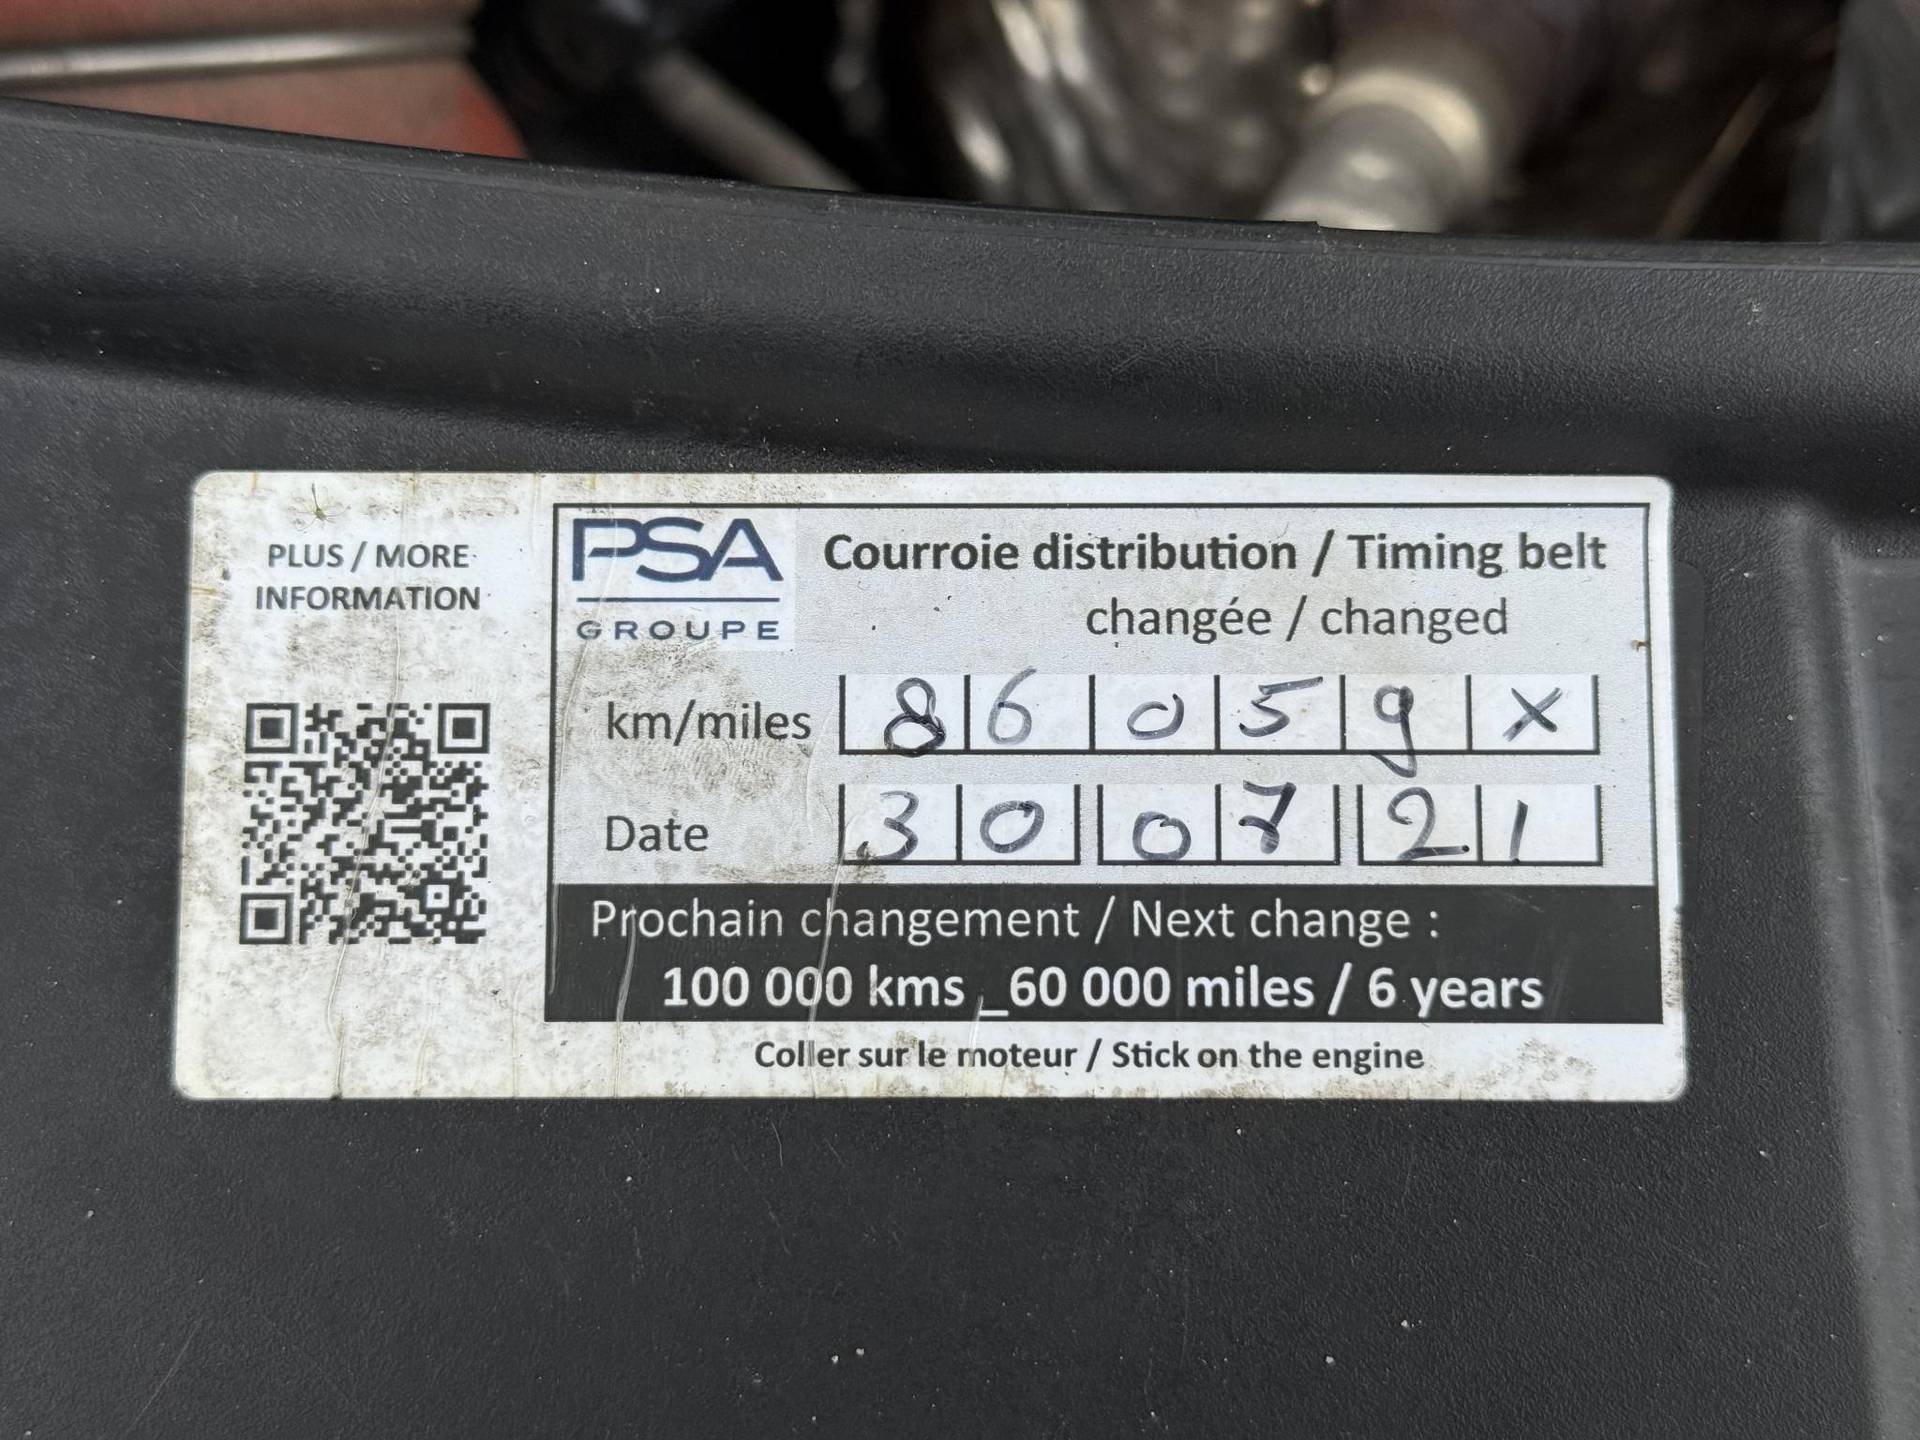 PLUS / MORE
INFORMATION
PSA
GROUPE
Courroie distribution / Timing belt
changée / changed
km/miles 8 6 0 5 9 X
Date 3 0 0 7 2 1
Prochain changement / Next change :
100 000 kms _60 000 miles / 6 years
Coller sur le moteur / Stick on the engine